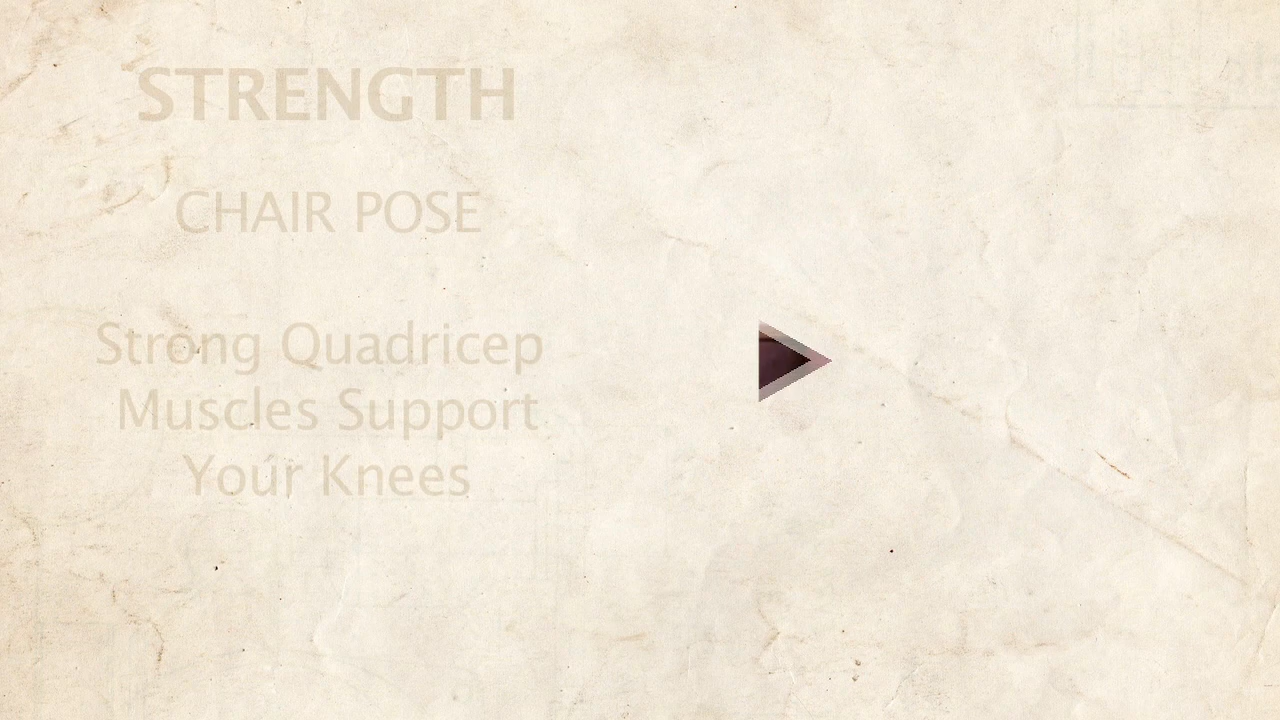 STRENGTH
CHAIR POSE
Strong Quadricep
Muscles Support
Your Knees